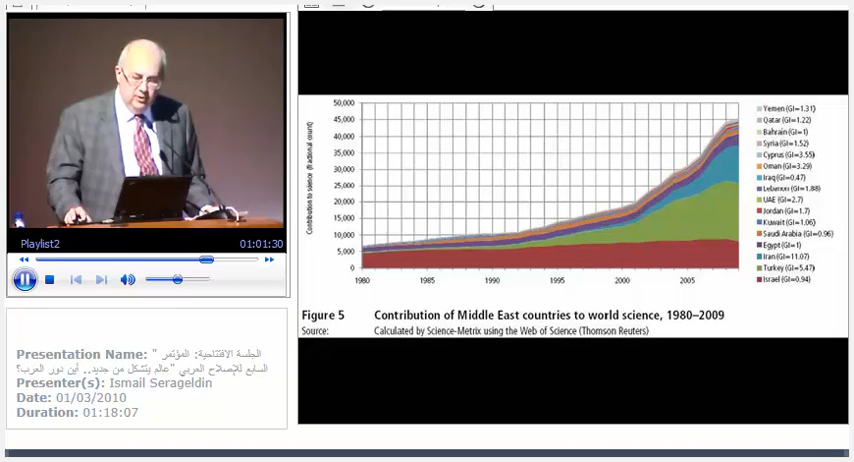 Playlist2
01:01:30
Presentation Name: " الجلسة الافتتاحية: المؤتمر
السابع للإصلاح العربي "عالم يتشكل من جديد.. أين دور العرب؟
Presenter(s): Ismail Serageldin
Date: 01/03/2010
Duration: 01:18:07
Contribution to science (fractional count)
50,000
45,000
40,000
35,000
30,000
25,000
20,000
15,000
10,000
5,000
0
1980 1985 1990 1995 2000 2005
Yemen (GI=1.31)
Qatar (GI=1.22)
Bahrain (GI=1)
Syria (GI=1.52)
Cyprus (GI=3.55)
Oman (GI=3.29)
Iraq (GI=0.47)
Lebanon (GI=1.88)
UAE (GI=2.7)
Jordan (GI=1.7)
Kuwait (GI=1.06)
Saudi Arabia (GI=0.96)
Egypt (GI=1)
Iran (GI=11.07)
Turkey (GI=5.47)
Israel (GI=0.94)
Figure 5 Contribution of Middle East countries to world science, 1980–2009
Source: Calculated by Science-Metrix using the Web of Science (Thomson Reuters)